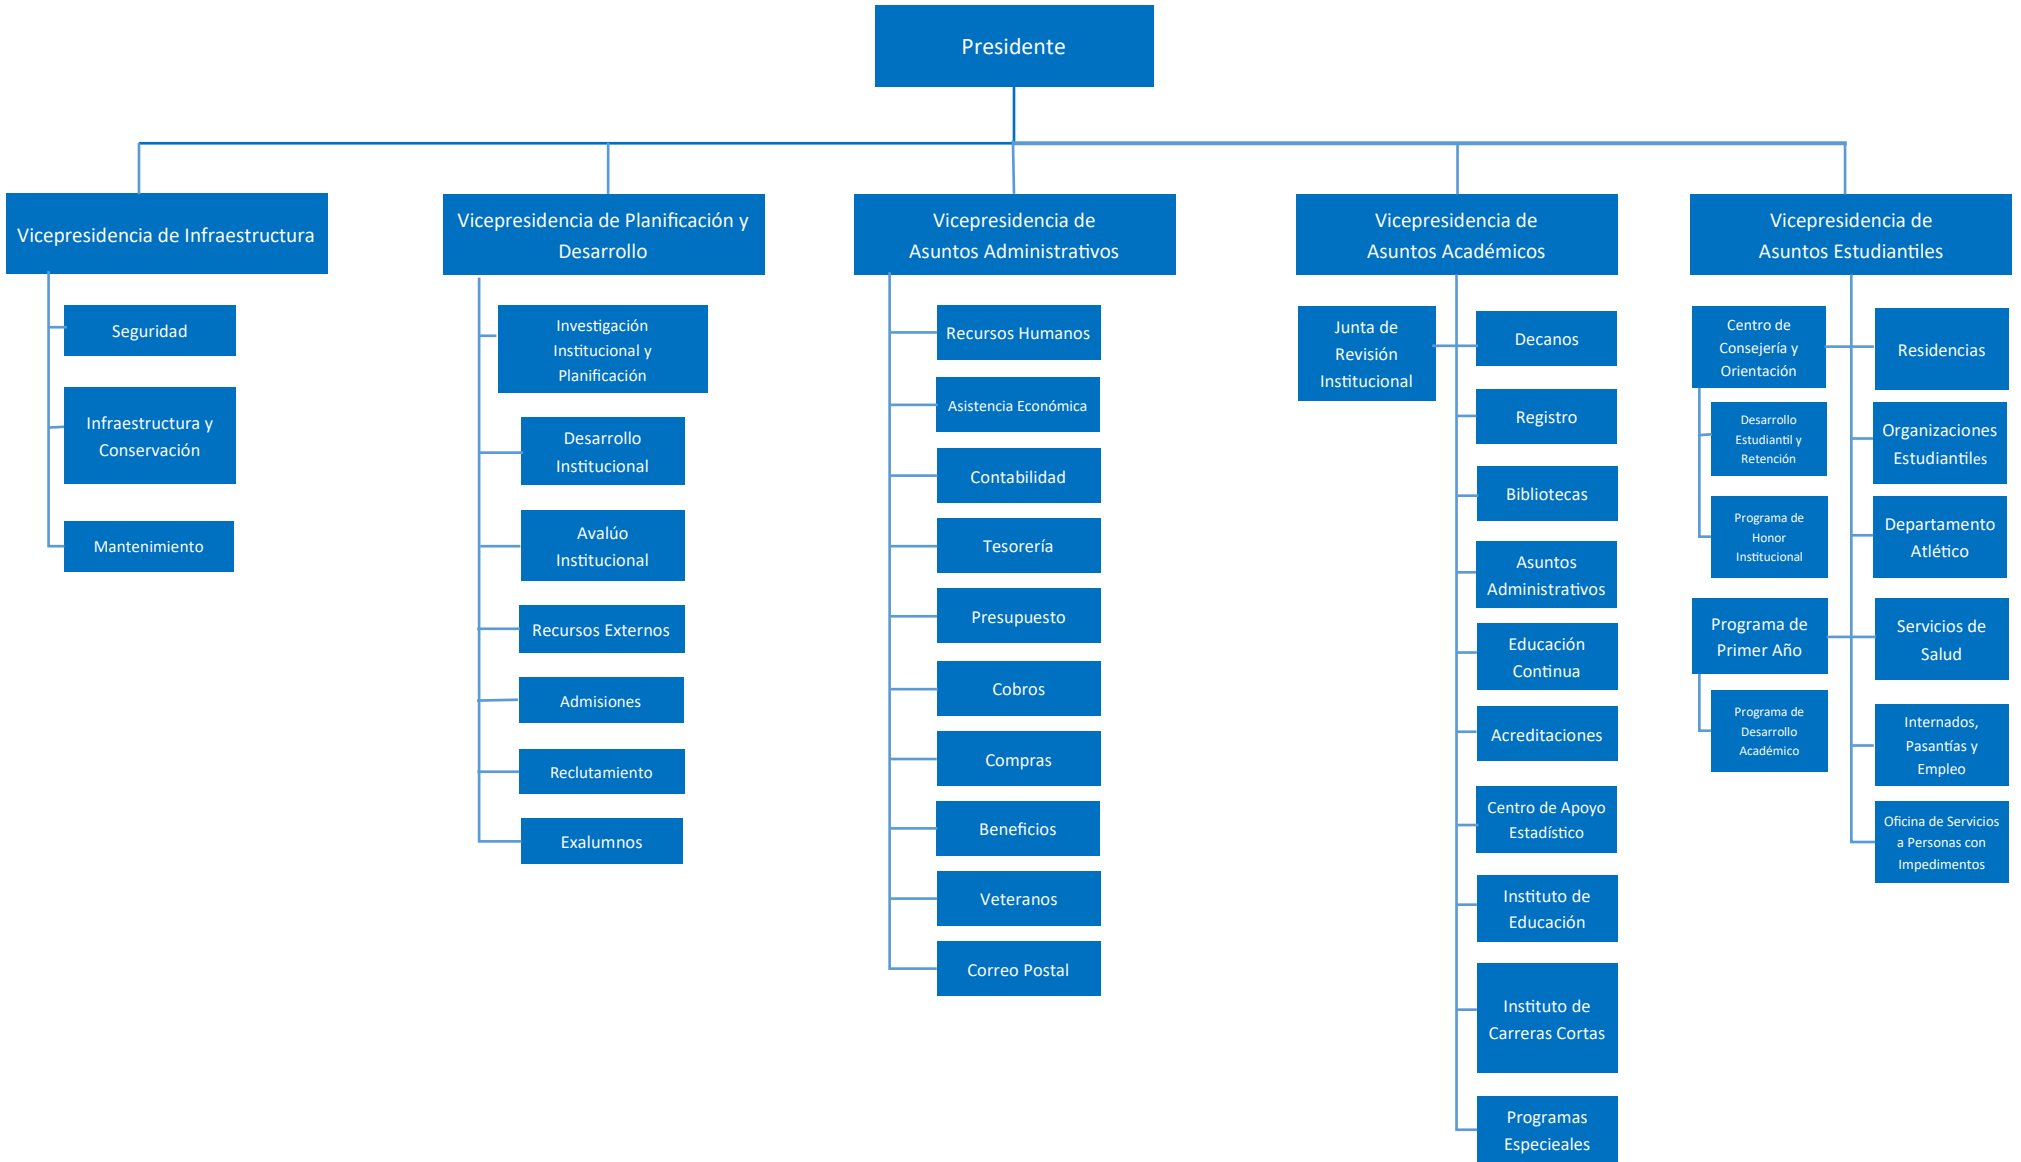 Presidente
Vicepresidencia de Infraestructura
Seguridad
Infraestructura y
Conservación
Mantenimiento
Vicepresidencia de Planificación y
Desarrollo
Investigación
Institucional y
Planificación
Desarrollo
Institucional
Avalúo
Institucional
Recursos Externos
Admisiones
Reclutamiento
Exalumnos
Vicepresidencia de
Asuntos Administrativos
Recursos Humanos
Asistencia Económica
Contabilidad
Tesorería
Presupuesto
Cobros
Compras
Beneficios
Veteranos
Correo Postal
Vicepresidencia de
Asuntos Académicos
Junta de
Revisión
Institucional
Decanos
Registro
Bibliotecas
Asuntos
Administrativos
Educación
Continua
Acreditaciones
Centro de Apoyo
Estadístico
Instituto de
Educación
Instituto de
Carreras Cortas
Programas
Especieales
Vicepresidencia de
Asuntos Estudiantiles
Centro de
Consejería y
Orientación
Desarrollo
Estudiantil y
Retención
Programa de
Honor
Institucional
Programa de
Primer Año
Programa de
Desarrollo
Académico
Residencias
Organizaciones
Estudiantiles
Departamento
Atlético
Servicios de
Salud
Internados,
Pasantías y
Empleo
Oficina de Servicios
a Personas con
Impedimentos